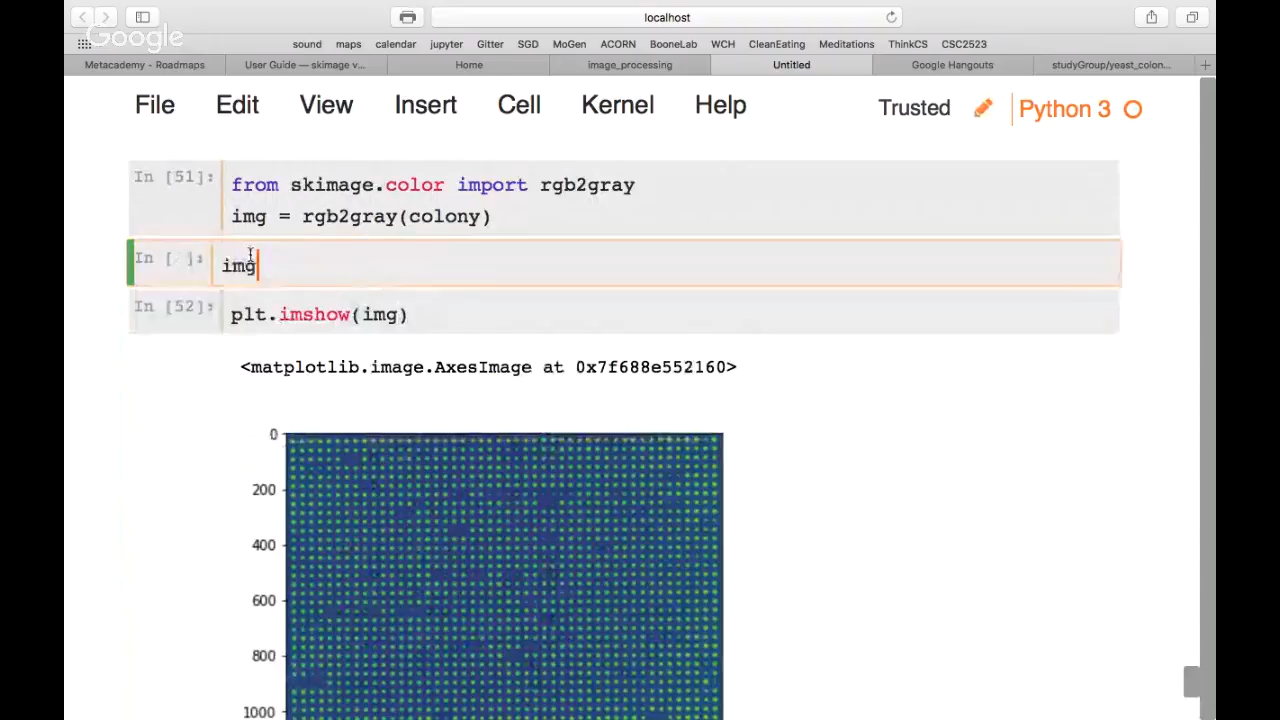 localhost
Google
sound maps calendar jupyter Gitter SGD MoGen ACORN BooneLab WCH CleanEating Meditations ThinkCS CSC2523
Metacademy - Roadmaps User Guide — skimage v... Home image_processing Untitled Google Hangouts studyGroup/yeast_colon... +
File Edit View Insert Cell Kernel Help Trusted Python 3
In [51]: from skimage.color import rgb2gray
img = rgb2gray(colony)
In [ ]: img
In [52]: plt.imshow(img)
<matplotlib.image.AxesImage at 0x7f688e552160>
0
200
400
600
800
1000